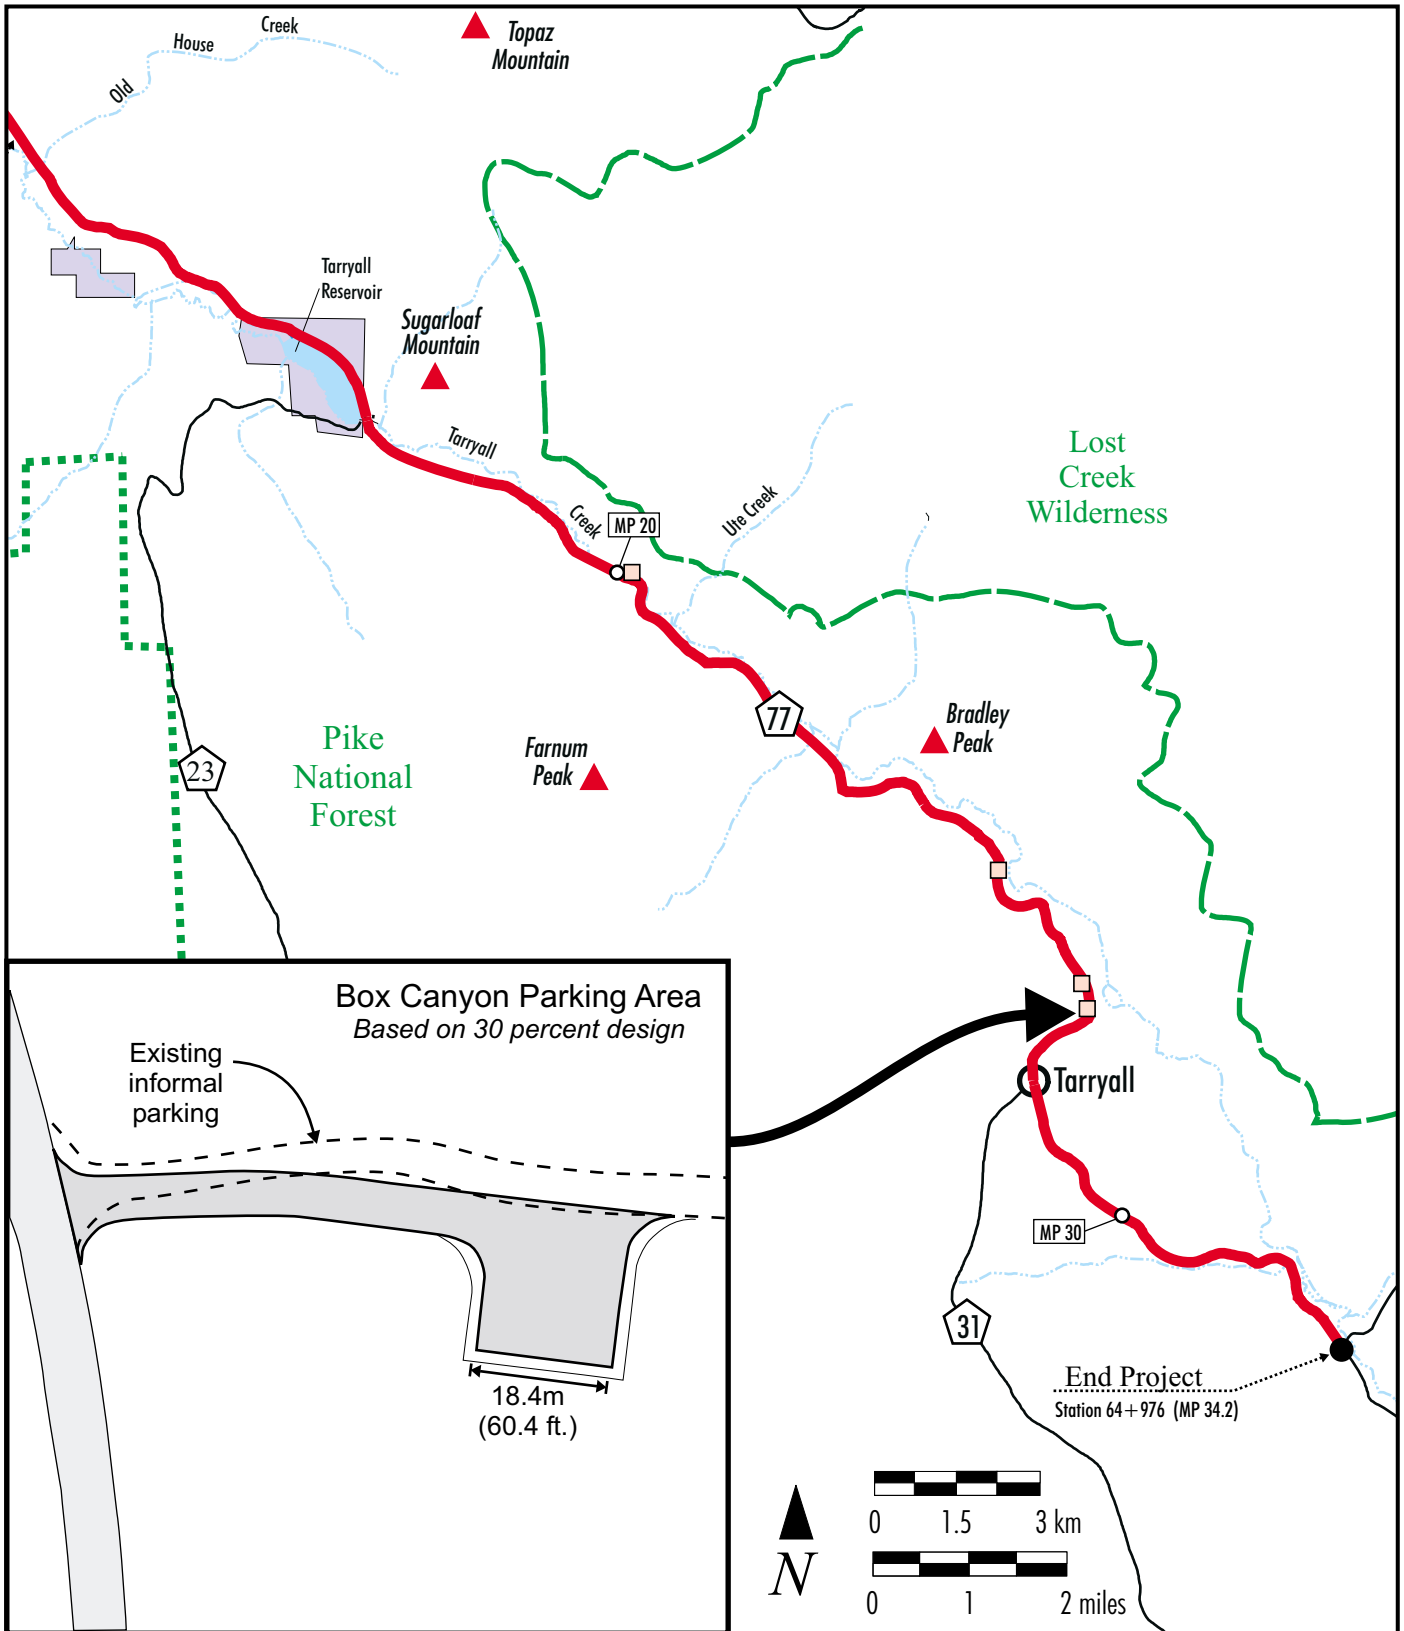 Topaz
Mountain
Old House Creek
Tarryall
Reservoir
Sugarloaf
Mountain
Tarryall Creek
MP 20
Ute Creek
Lost
Creek
Wilderness
77
Bradley
Peak
Farnum
Peak
Pike
National
Forest
23
Box Canyon Parking Area
Based on 30 percent design
Existing
informal
parking
18.4m
(60.4 ft.)
Tarryall
MP 30
31
End Project
Station 64+976 (MP 34.2)
N
0 1.5 3 km
0 1 2 miles